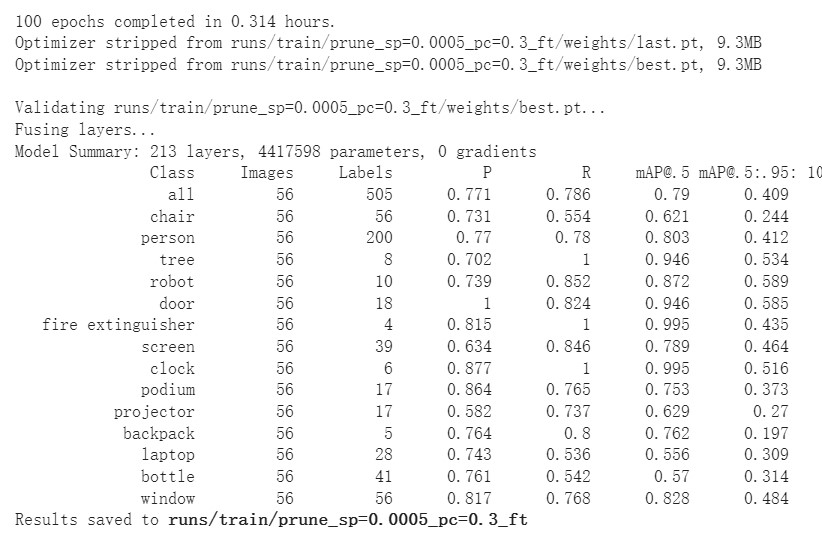 100 epochs completed in 0.314 hours.
Optimizer stripped from runs/train/prune_sp=0.0005_pc=0.3_ft/weights/last.pt, 9.3MB
Optimizer stripped from runs/train/prune_sp=0.0005_pc=0.3_ft/weights/best.pt, 9.3MB
Validating runs/train/prune_sp=0.0005_pc=0.3_ft/weights/best.pt...
Fusing layers...
Model Summary: 213 layers, 4417598 parameters, 0 gradients
Class Images Labels P R mAP@.5 mAP@.5:.95: 10
all 56 505 0.771 0.786 0.79 0.409
chair 56 56 0.731 0.554 0.621 0.244
person 56 200 0.77 0.78 0.803 0.412
tree 56 8 0.702 1 0.946 0.534
robot 56 10 0.739 0.852 0.872 0.589
door 56 18 1 0.824 0.946 0.585
fire extinguisher 56 4 0.815 1 0.995 0.435
screen 56 39 0.634 0.846 0.789 0.464
clock 56 6 0.877 1 0.995 0.516
podium 56 17 0.864 0.765 0.753 0.373
projector 56 17 0.582 0.737 0.629 0.27
backpack 56 5 0.764 0.8 0.762 0.197
laptop 56 28 0.743 0.536 0.556 0.309
bottle 56 41 0.761 0.542 0.57 0.314
window 56 56 0.817 0.768 0.828 0.484
Results saved to runs/train/prune_sp=0.0005_pc=0.3_ft